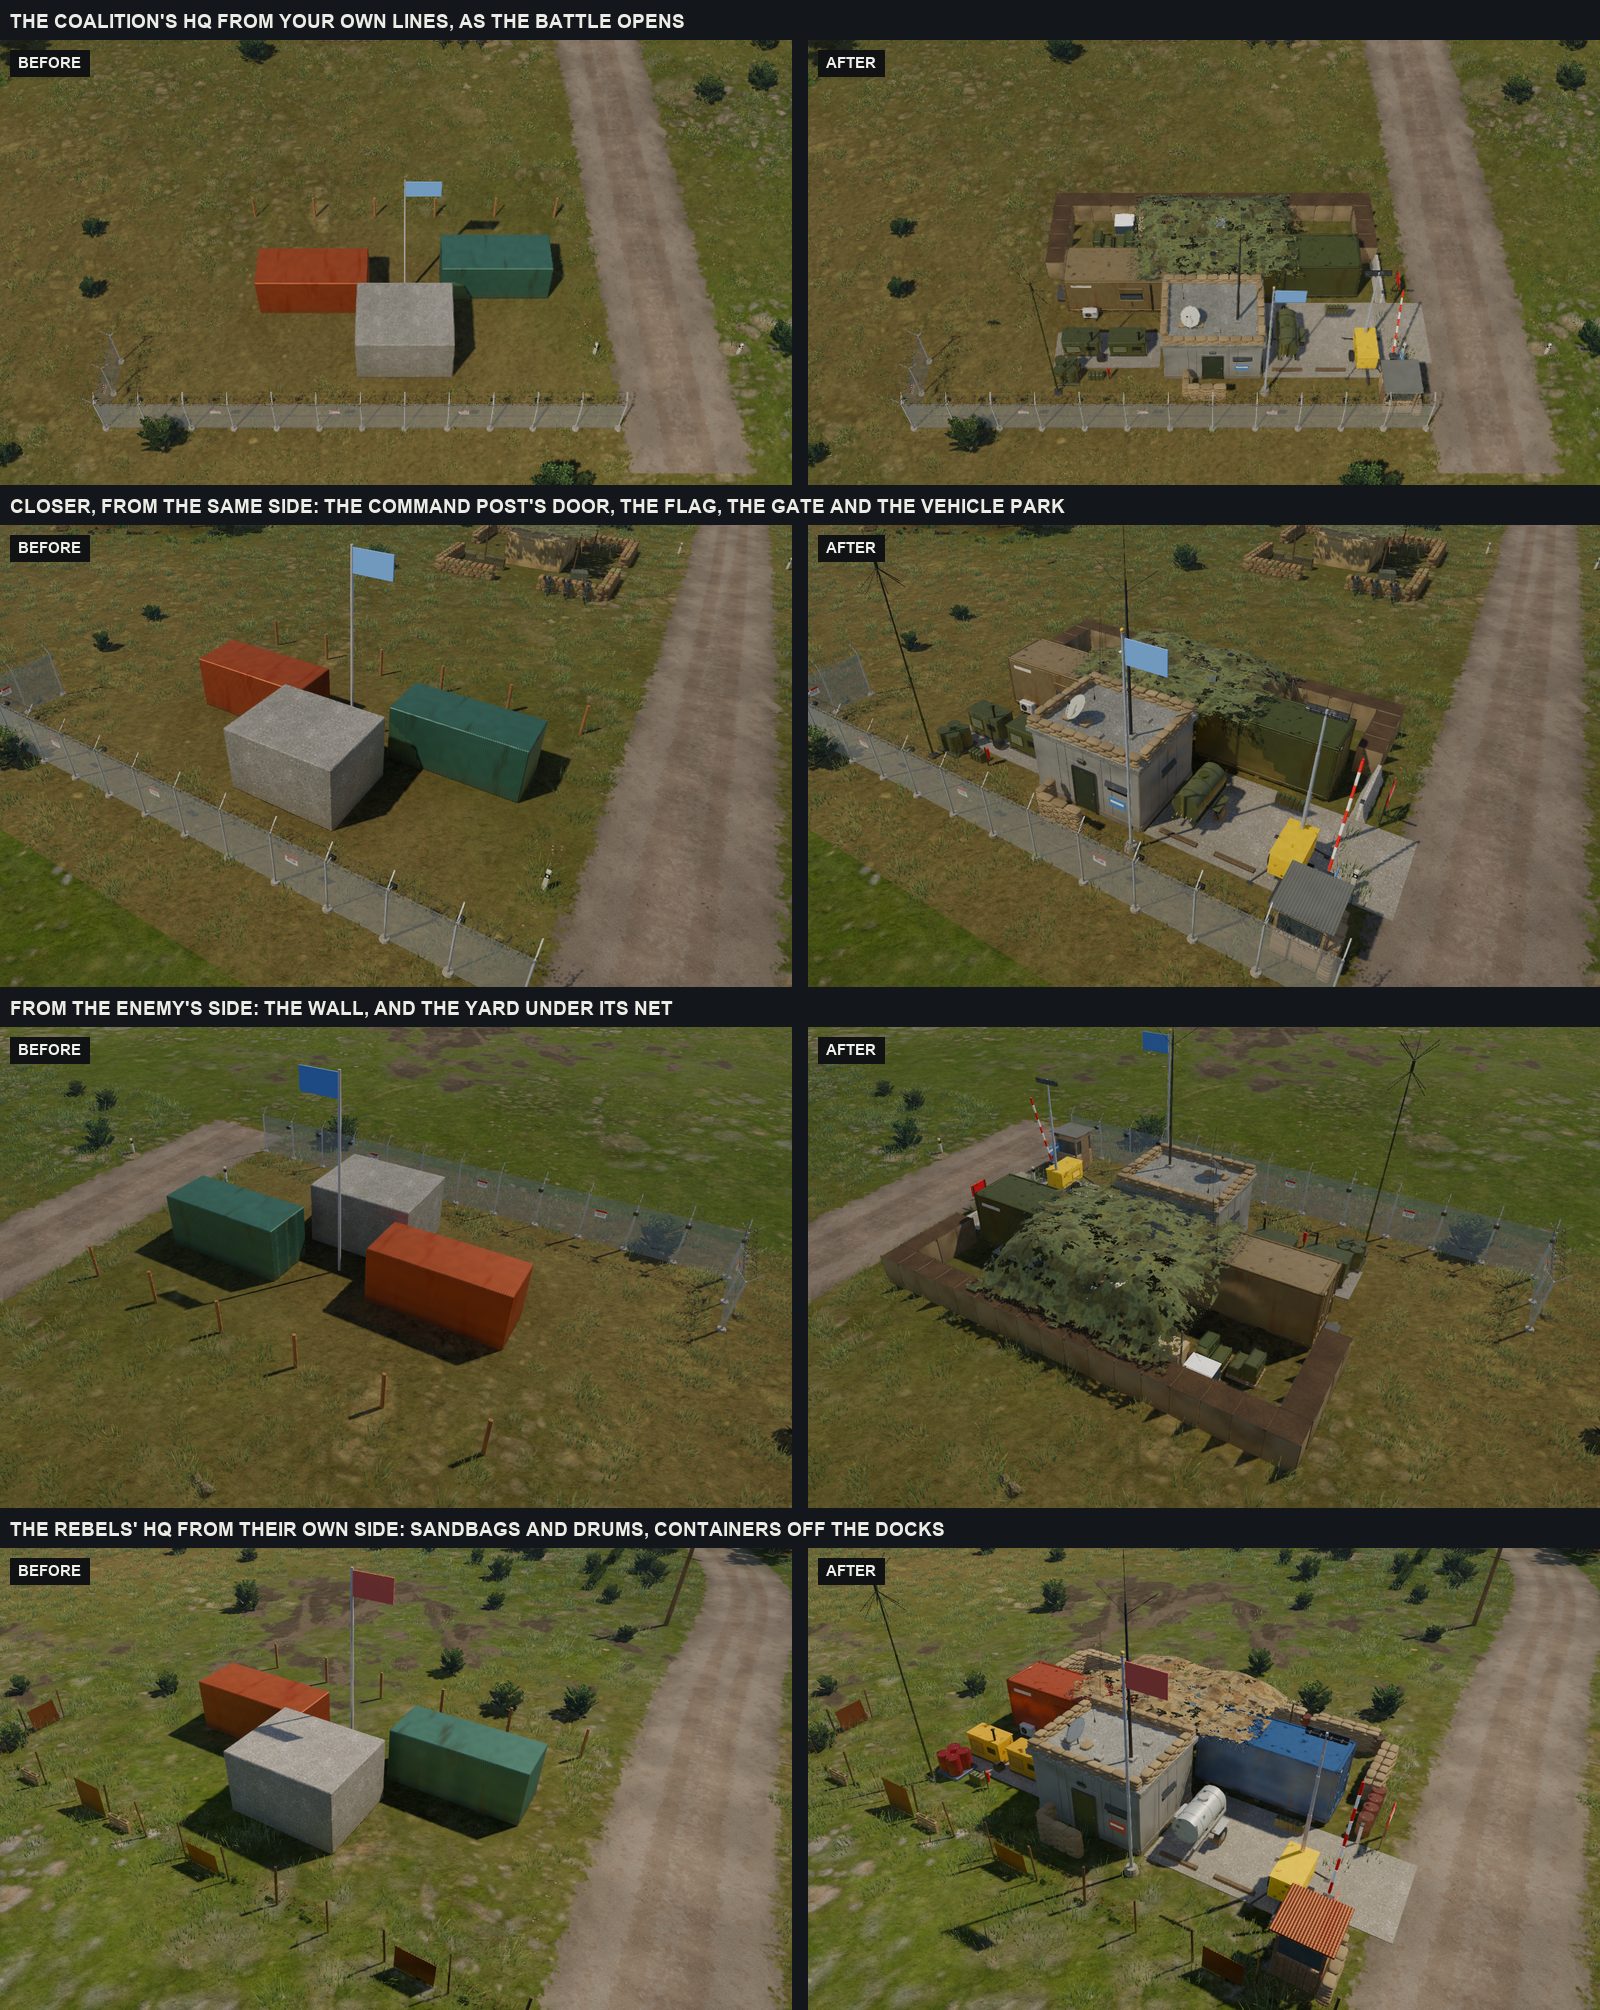 THE COALITION'S HQ FROM YOUR OWN LINES, AS THE BATTLE OPENS
BEFORE
AFTER
CLOSER, FROM THE SAME SIDE: THE COMMAND POST'S DOOR, THE FLAG, THE GATE AND THE VEHICLE PARK
BEFORE
AFTER
FROM THE ENEMY'S SIDE: THE WALL, AND THE YARD UNDER ITS NET
BEFORE
AFTER
THE REBELS' HQ FROM THEIR OWN SIDE: SANDBAGS AND DRUMS, CONTAINERS OFF THE DOCKS
BEFORE
AFTER